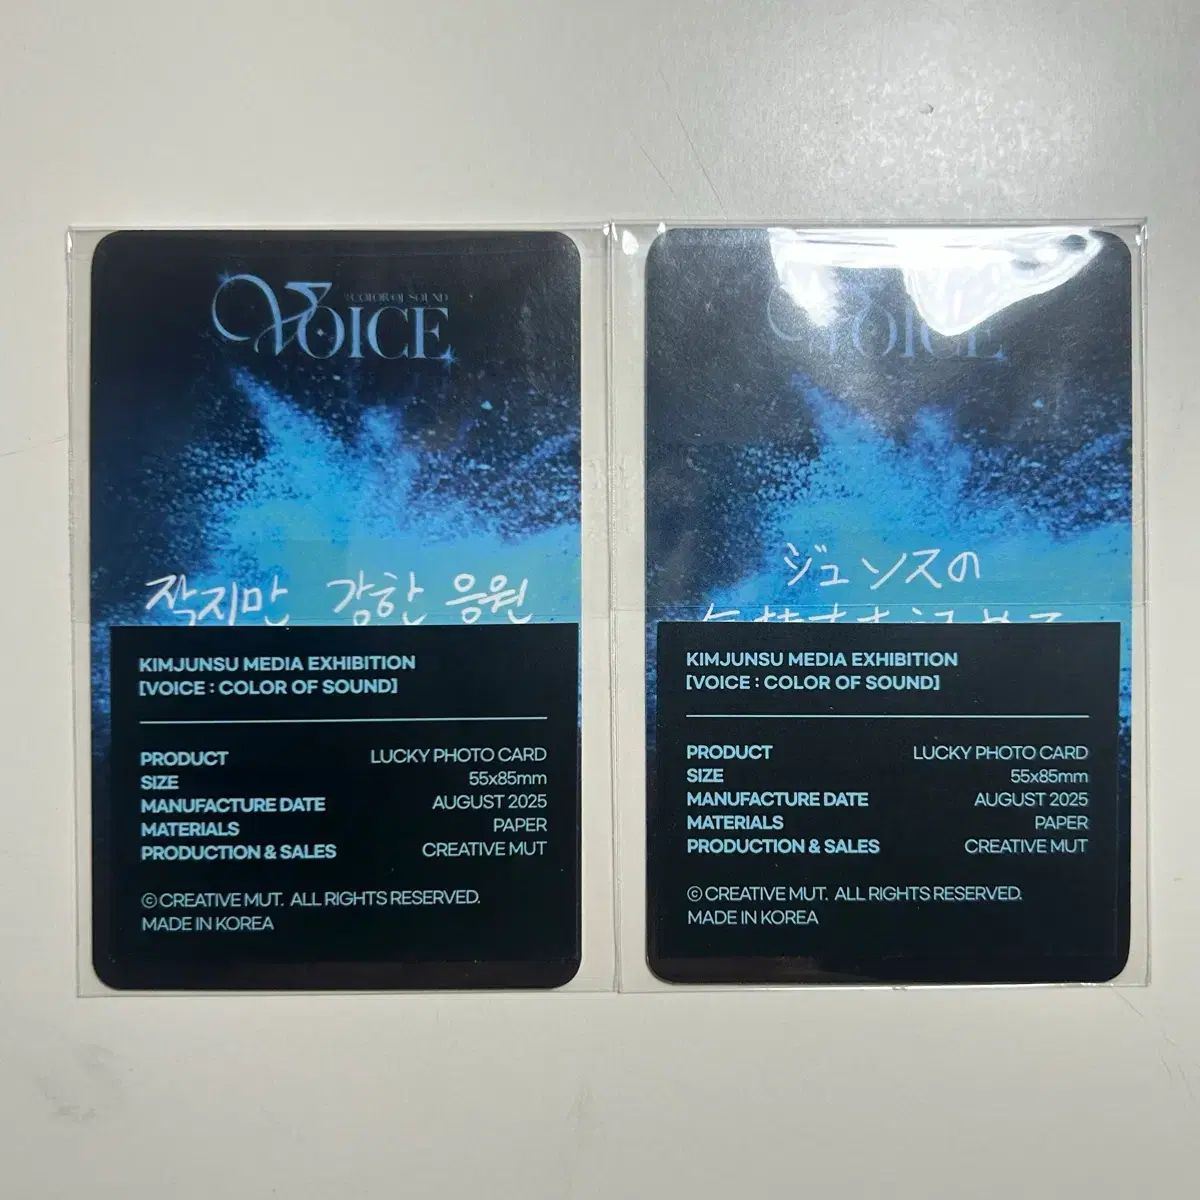 : COLOR OF SOUND
VOICE
작지만 강한 응원
KIMJUNSU MEDIA EXHIBITION
[VOICE : COLOR OF SOUND]
PRODUCT LUCKY PHOTO CARD
SIZE 55x85mm
MANUFACTURE DATE AUGUST 2025
MATERIALS PAPER
PRODUCTION & SALES CREATIVE MUT
© CREATIVE MUT. ALL RIGHTS RESERVED.
MADE IN KOREA
VOICE
ジュンスの
KIMJUNSU MEDIA EXHIBITION
[VOICE : COLOR OF SOUND]
PRODUCT LUCKY PHOTO CARD
SIZE 55x85mm
MANUFACTURE DATE AUGUST 2025
MATERIALS PAPER
PRODUCTION & SALES CREATIVE MUT
© CREATIVE MUT. ALL RIGHTS RESERVED.
MADE IN KOREA